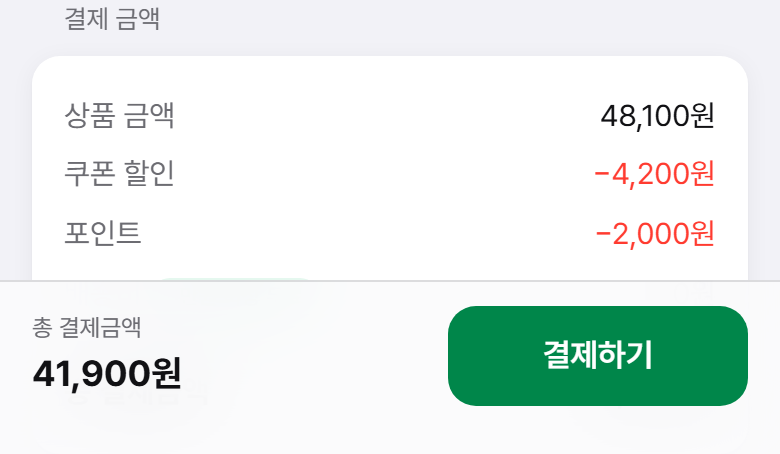 결제 금액
상품 금액 48,100원
쿠폰 할인 −4,200원
포인트 −2,000원
총 결제금액
41,900원
결제하기